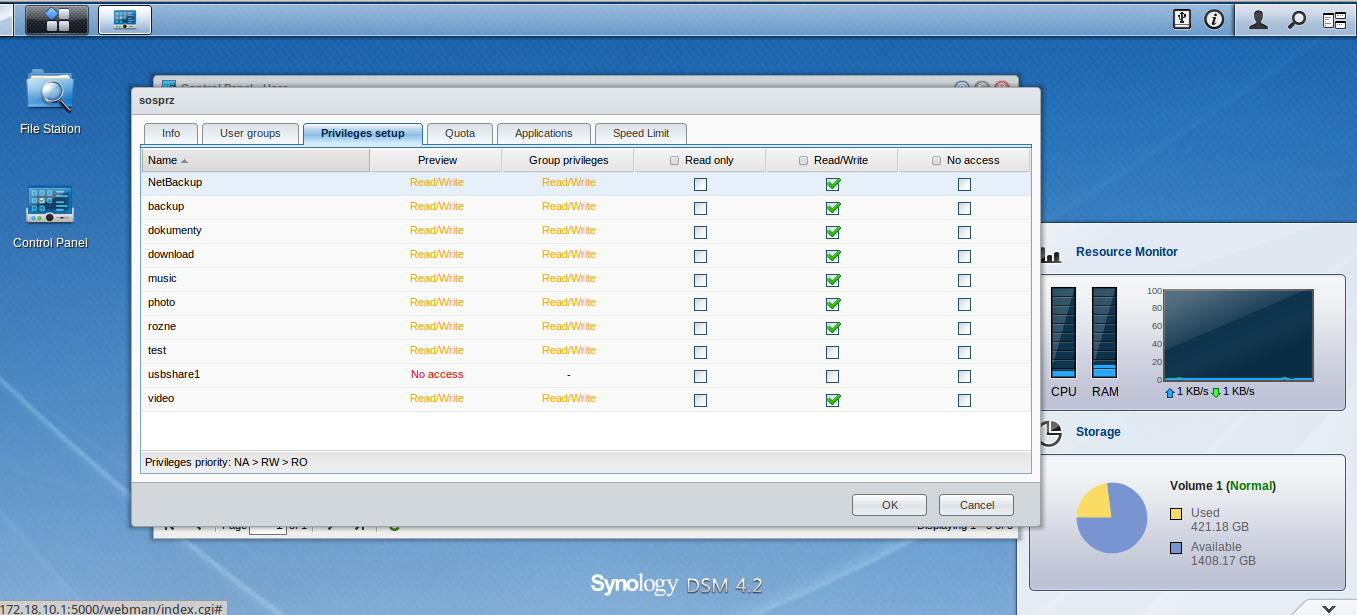 File Station
Control Panel
Control Panel - User
sosprz
Info User groups Privileges setup Quota Applications Speed Limit
Name Preview Group privileges Read only Read/Write No access
NetBackup Read/Write Read/Write
backup Read/Write Read/Write
dokumenty Read/Write Read/Write
download Read/Write Read/Write
music Read/Write Read/Write
photo Read/Write Read/Write
rozne Read/Write Read/Write
test Read/Write Read/Write
usbshare1 No access -
video Read/Write Read/Write
Privileges priority: NA > RW > RO
OK Cancel
Page 1 of 1
Resource Monitor
100
80
60
40
20
0
CPU RAM 1 KB/s 1 KB/s
Storage
Volume 1 (Normal)
Used
421.18 GB
Available
1408.17 GB
Synology DSM 4.2
172.18.10.1:5000/webman/index.cgi#